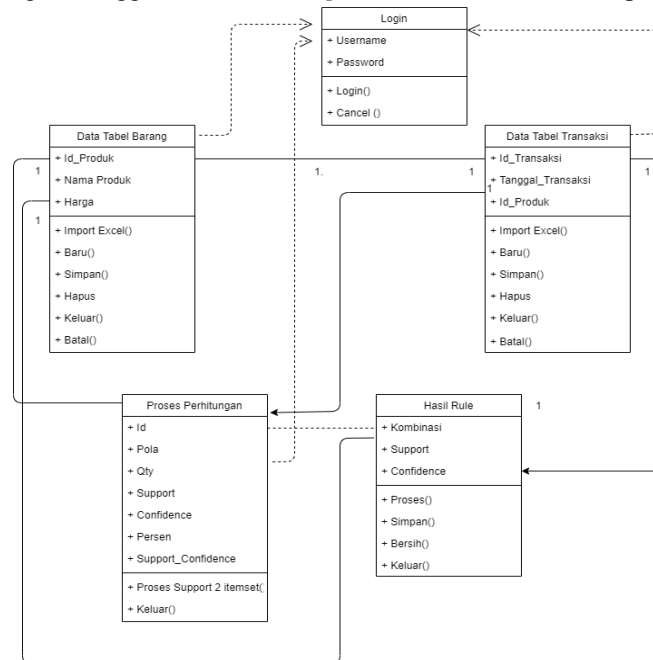 Login
+ Username
+ Password
+ Login()
+ Cancel ()
Data Tabel Barang
+ Id_Produk
+ Nama Produk
+ Harga
+ Import Excel()
+ Baru()
+ Simpan()
+ Hapus
+ Keluar()
+ Batal()
1
1
1.
1
Data Tabel Transaksi
+ Id_Transaksi
+ Tanggal_Transaksi
+ Id_Produk
+ Import Excel()
+ Baru()
+ Simpan()
+ Hapus
+ Keluar()
+ Batal()
1
1
Proses Perhitungan
+ Id
+ Pola
+ Qty
+ Support
+ Confidence
+ Persen
+ Support_Confidence
+ Proses Support 2 itemset(
+ Keluar()
Hasil Rule
+ Kombinasi
+ Support
+ Confidence
+ Proses()
+ Simpan()
+ Bersih()
+ Keluar()
1